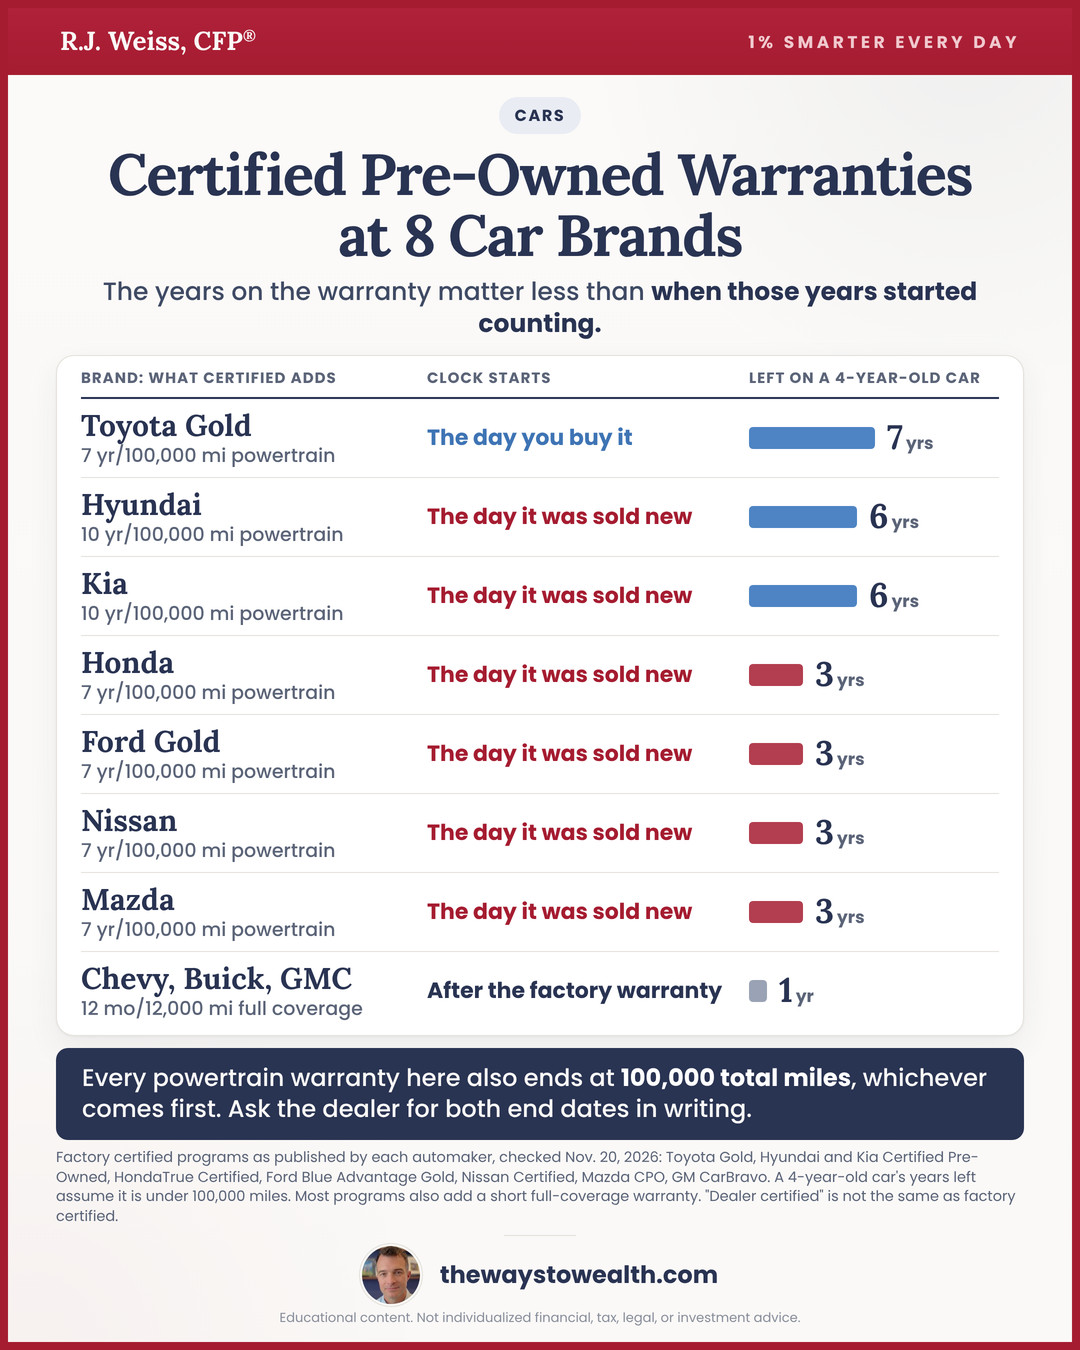 R.J. Weiss, CFP®
1% SMARTER EVERY DAY
CARS
Certified Pre-Owned Warranties
at 8 Car Brands
The years on the warranty matter less than when those years started
counting.
BRAND: WHAT CERTIFIED ADDS
CLOCK STARTS
LEFT ON A 4-YEAR-OLD CAR
Toyota Gold
7 yr/100,000 mi powertrain
The day you buy it
7 yrs
Hyundai
10 yr/100,000 mi powertrain
The day it was sold new
6 yrs
Kia
10 yr/100,000 mi powertrain
The day it was sold new
6 yrs
Honda
7 yr/100,000 mi powertrain
The day it was sold new
3 yrs
Ford Gold
7 yr/100,000 mi powertrain
The day it was sold new
3 yrs
Nissan
7 yr/100,000 mi powertrain
The day it was sold new
3 yrs
Mazda
7 yr/100,000 mi powertrain
The day it was sold new
3 yrs
Chevy, Buick, GMC
12 mo/12,000 mi full coverage
After the factory warranty
1 yr
Every powertrain warranty here also ends at 100,000 total miles, whichever
comes first. Ask the dealer for both end dates in writing.
Factory certified programs as published by each automaker, checked Nov. 20, 2026: Toyota Gold, Hyundai and Kia Certified Pre-
Owned, HondaTrue Certified, Ford Blue Advantage Gold, Nissan Certified, Mazda CPO, GM CarBravo. A 4-year-old car's years left
assume it is under 100,000 miles. Most programs also add a short full-coverage warranty. "Dealer certified" is not the same as factory
certified.
thewaystowealth.com
Educational content. Not individualized financial, tax, legal, or investment advice.